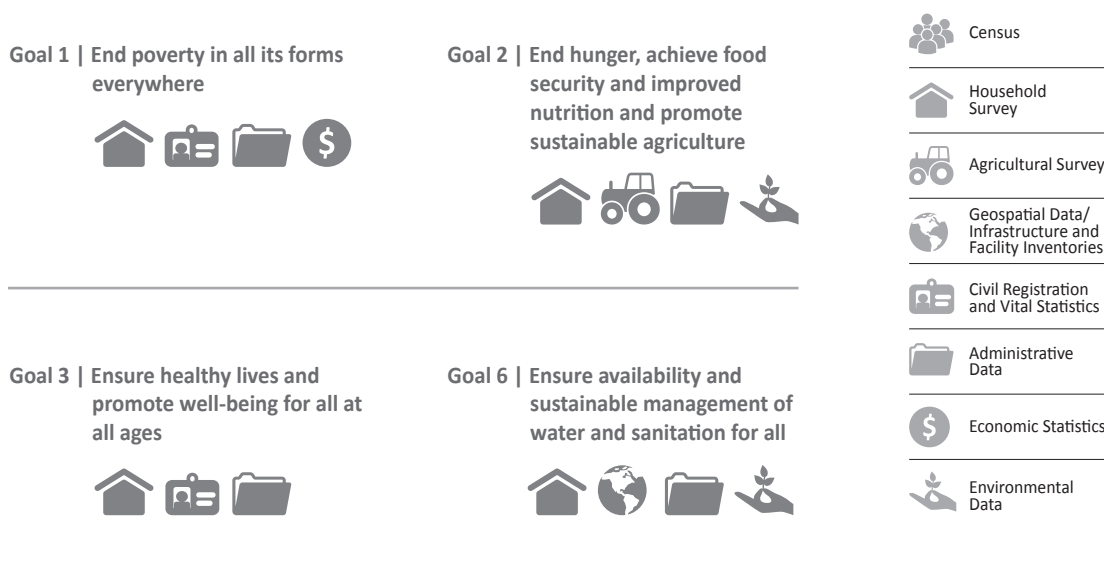 Goal 1 | End poverty in all its forms
everywhere
$
Goal 2 | End hunger, achieve food
security and improved
nutrition and promote
sustainable agriculture
Goal 3 | Ensure healthy lives and
promote well-being for all at
all ages
Goal 6 | Ensure availability and
sustainable management of
water and sanitation for all
Census
Household
Survey
Agricultural Survey
Geospatial Data/
Infrastructure and
Facility Inventories
Civil Registration
and Vital Statistics
Administrative
Data
$
Economic Statistics
Environmental
Data